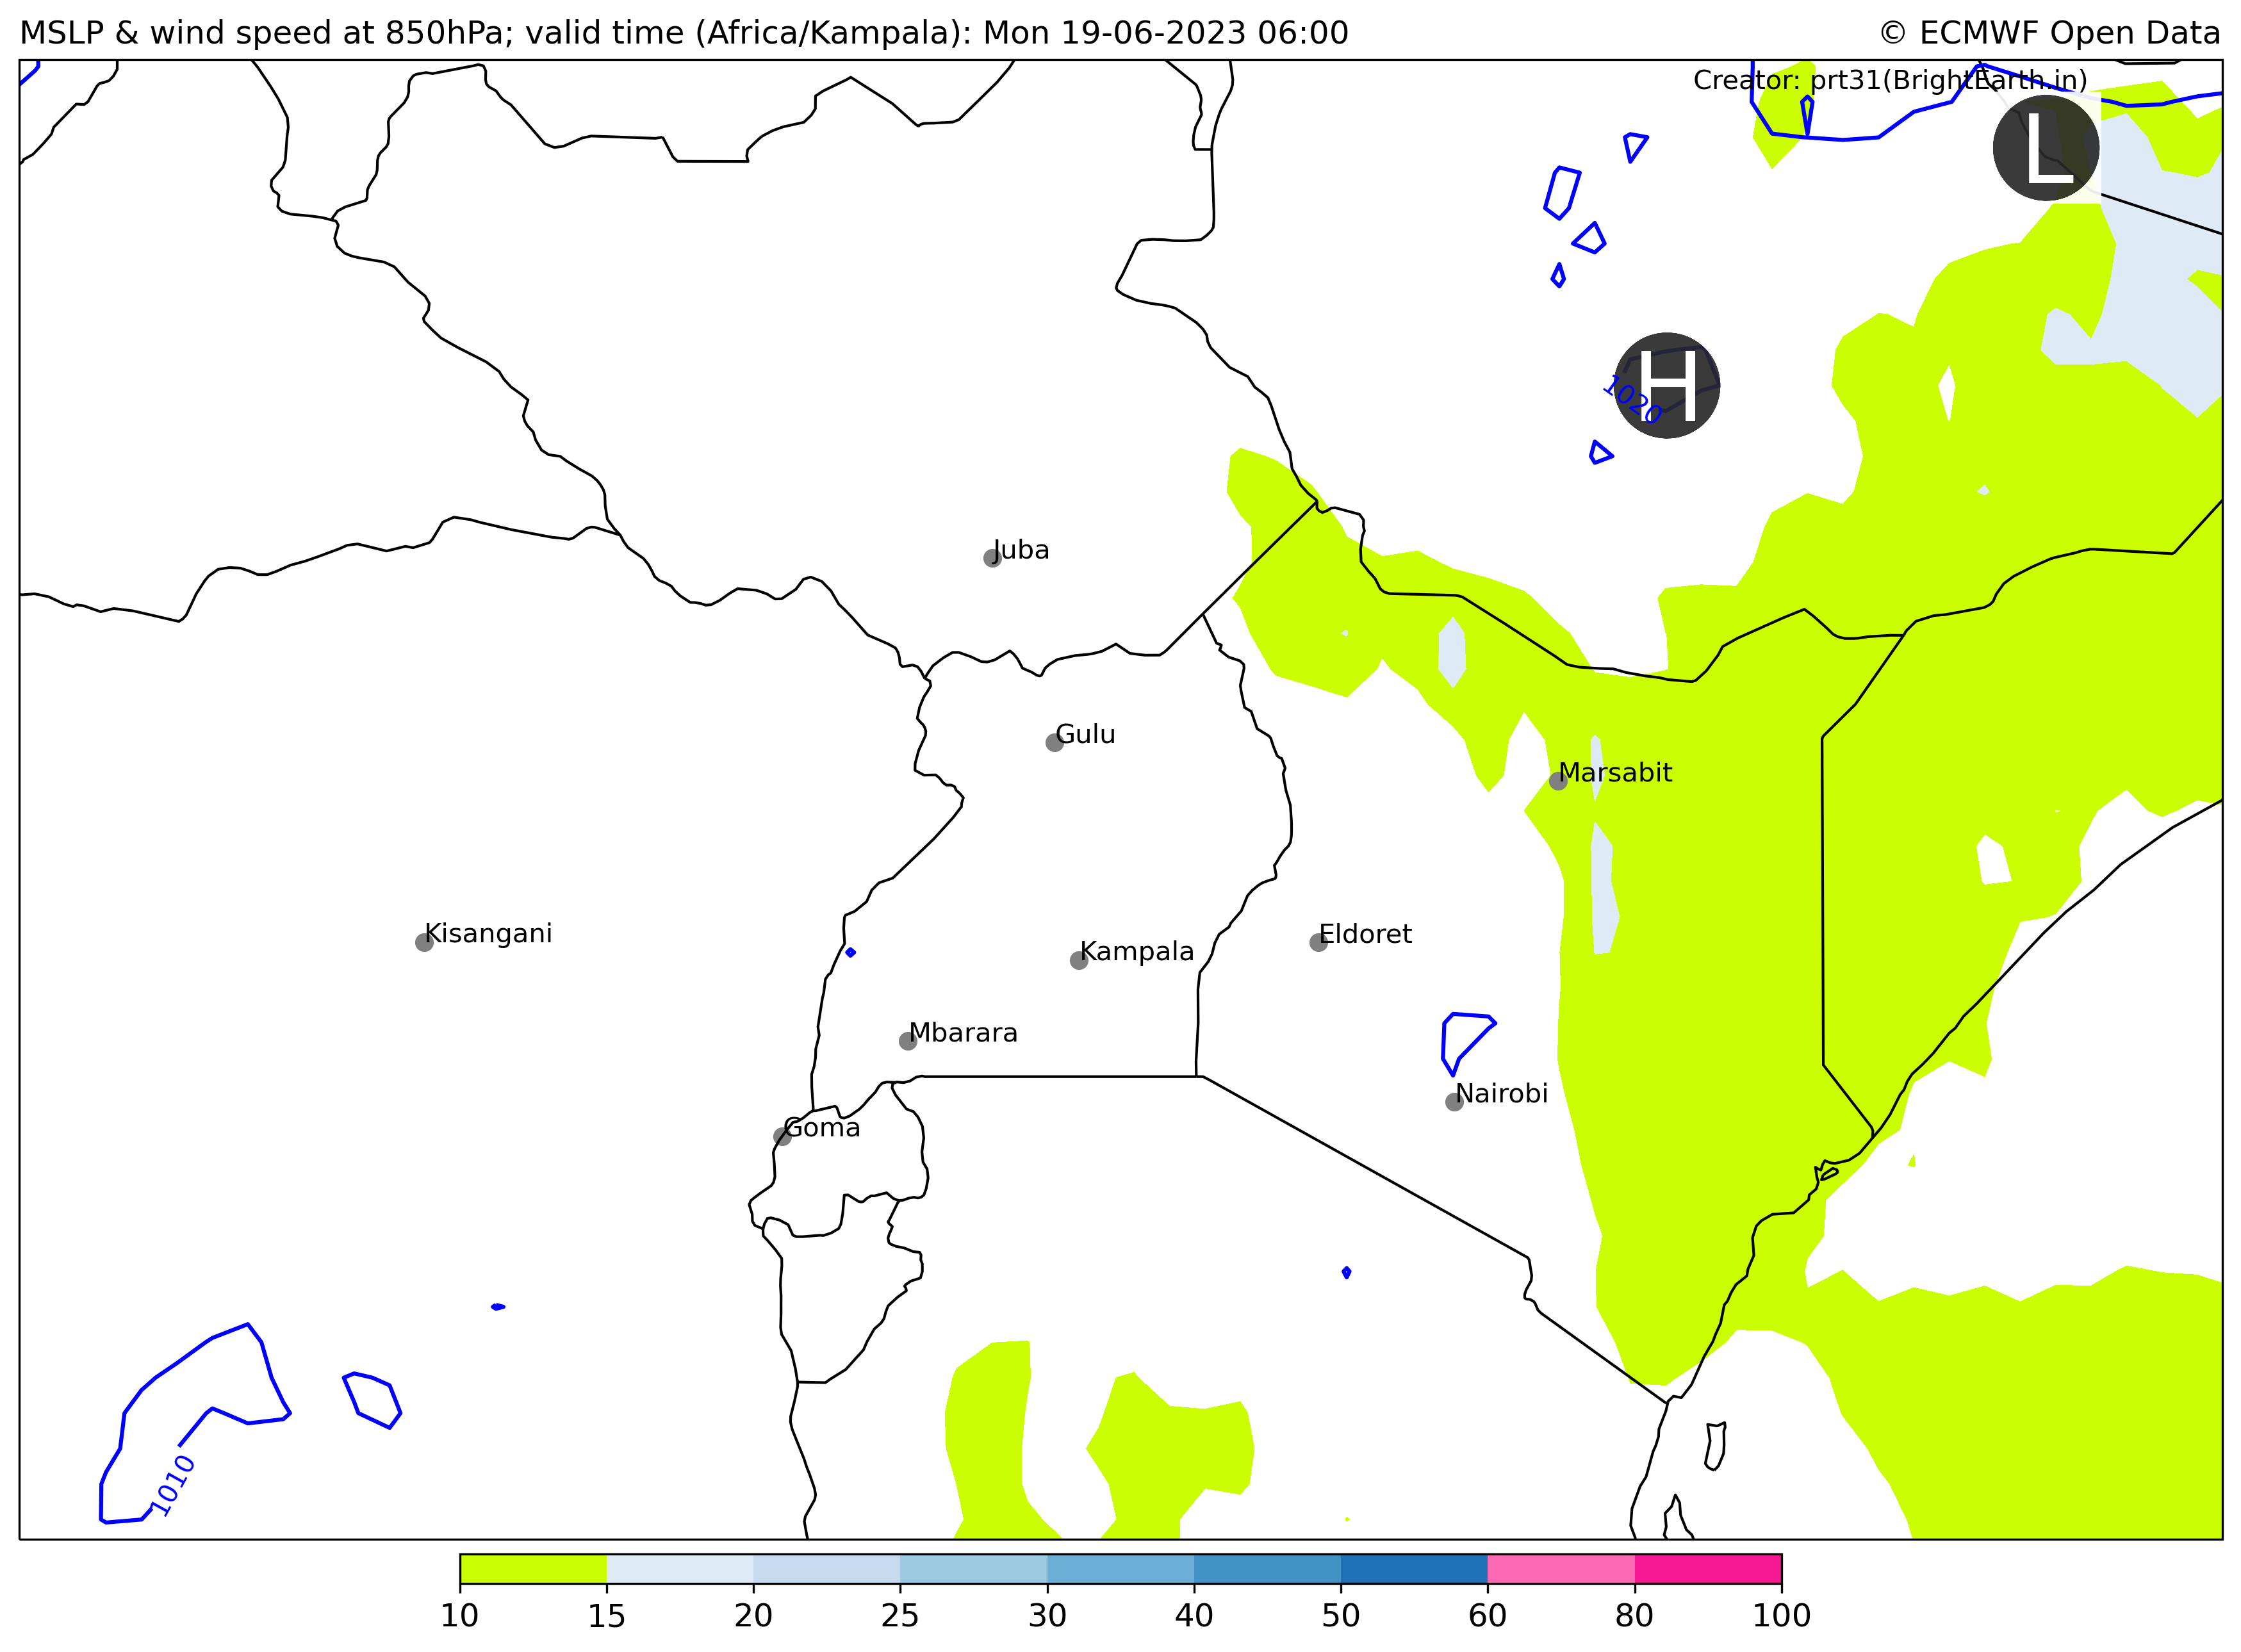 MSLP & wind speed at 850hPa; valid time (Africa/Kampala): Mon 19-06-2023 06:00
© ECMWF Open Data
Creator: prt31(BrightEarth.in)
L
H
1020
Juba
Gulu
Marsabit
Kisangani
Eldoret
Kampala
Mbarara
Nairobi
Goma
1010
10 15 20 25 30 40 50 60 80 100